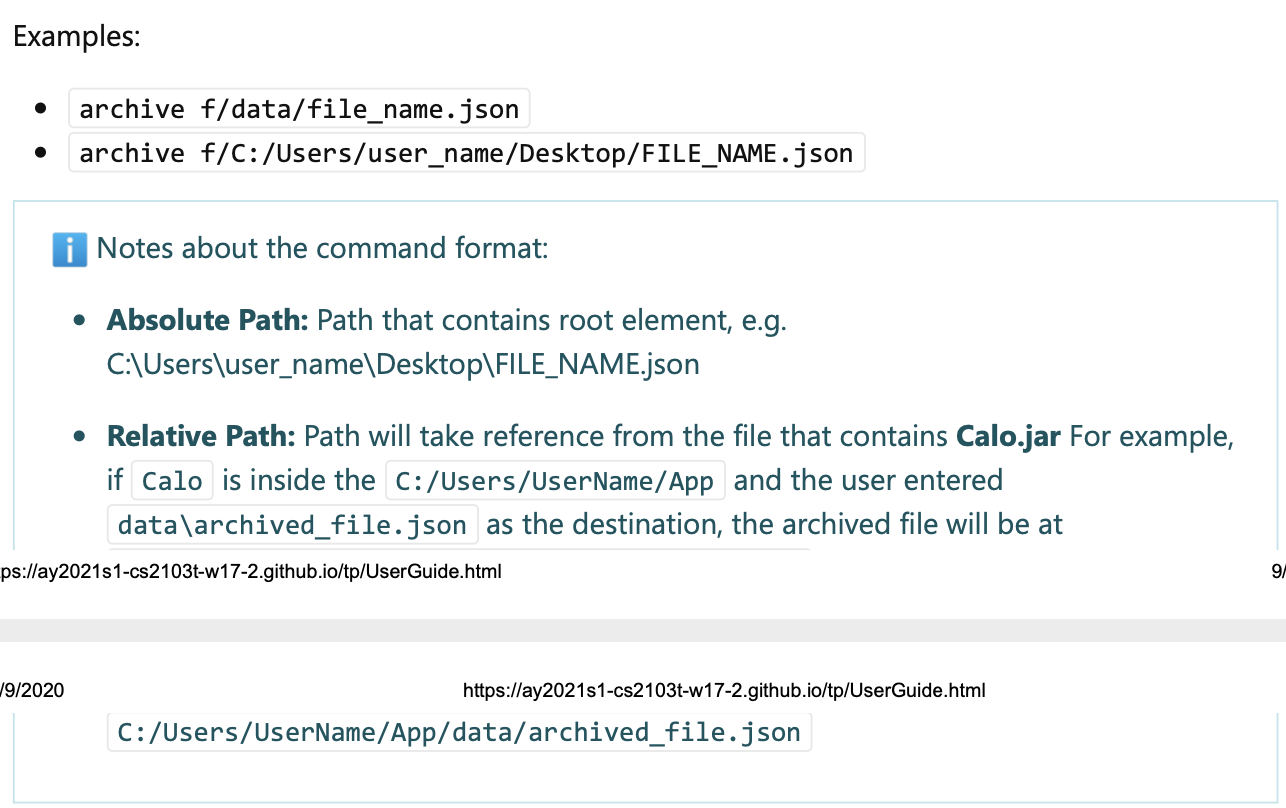 Examples:
archive f/data/file_name.json
archive f/C:/Users/user_name/Desktop/FILE_NAME.json
Notes about the command format:
Absolute Path: Path that contains root element, e.g.
C:\Users\user_name\Desktop\FILE_NAME.json
Relative Path: Path will take reference from the file that contains Calo.jar For example,
if Calo is inside the C:/Users/UserName/App and the user entered
data\archived_file.json as the destination, the archived file will be at
ps://ay2021s1-cs2103t-w17-2.github.io/tp/UserGuide.html 9/
/9/2020 https://ay2021s1-cs2103t-w17-2.github.io/tp/UserGuide.html
C:/Users/UserName/App/data/archived_file.json